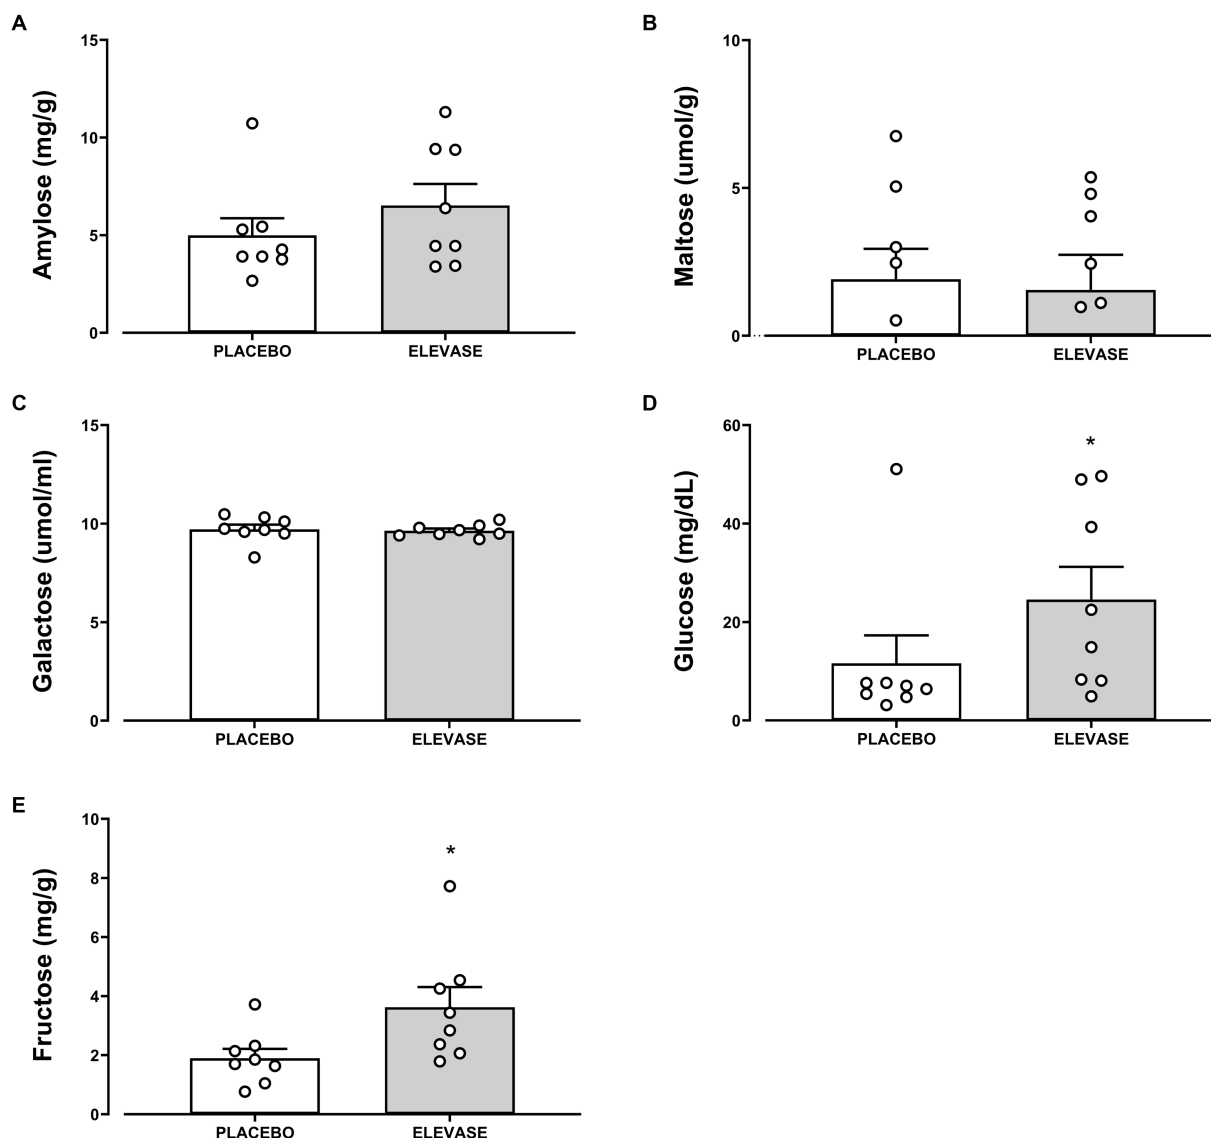 A
B
Amylose (mg/g)
15
10
5
0
PLACEBO
ELEVASE
Maltose (umol/g)
10
5
0
PLACEBO
ELEVASE
C
D
Galactose (umol/ml)
15
10
5
0
PLACEBO
ELEVASE
Glucose (mg/dL)
60
40
20
0
*
PLACEBO
ELEVASE
E
Fructose (mg/g)
10
8
6
4
2
0
*
PLACEBO
ELEVASE